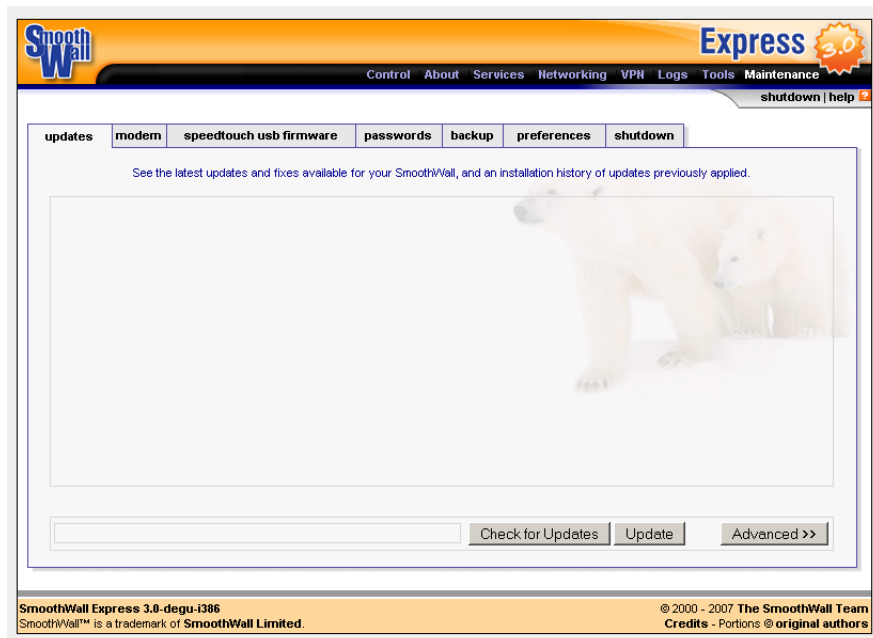 Smooth
Wall
Express 3.0
Control About Services Networking VPN Logs Tools Maintenance
shutdown | help ?
updates modem speedtouch usb firmware passwords backup preferences shutdown
See the latest updates and fixes available for your SmoothWall, and an installation history of updates previously applied.
Check for Updates Update Advanced >>
SmoothWall Express 3.0-degu-i386 © 2000 - 2007 The SmoothWall Team
SmoothWall™ is a trademark of SmoothWall Limited. Credits - Portions © original authors